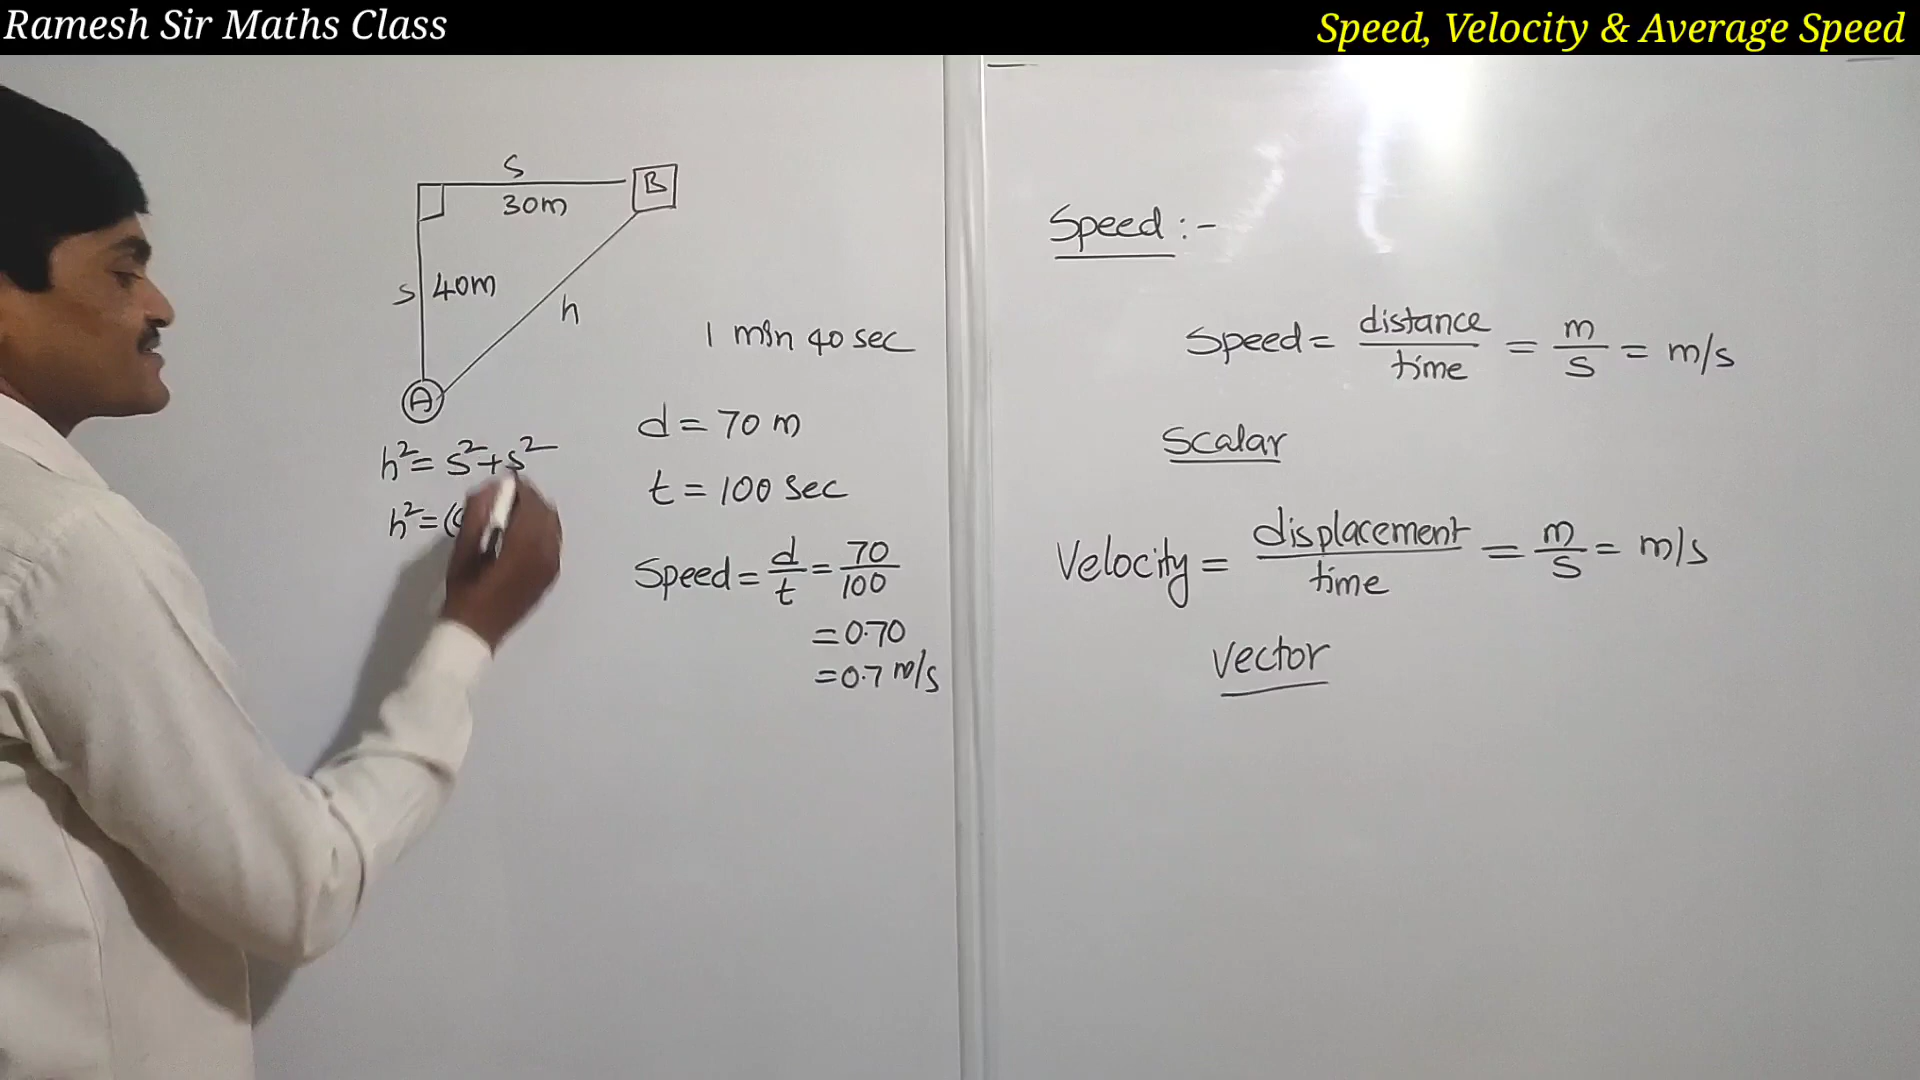 Ramesh Sir Maths Class
Speed, Velocity & Average Speed
S
B
30m
S 40m
h
A
h² = s² + s²
h² = (
1 min 40 sec
d = 70 m
t = 100 sec
Speed = d/t = 70/100
= 0.70
= 0.7 m/s
Speed :-
Speed = distance/time = m/s = m/s
Scalar
Velocity = displacement/time = m/s = m/s
vector